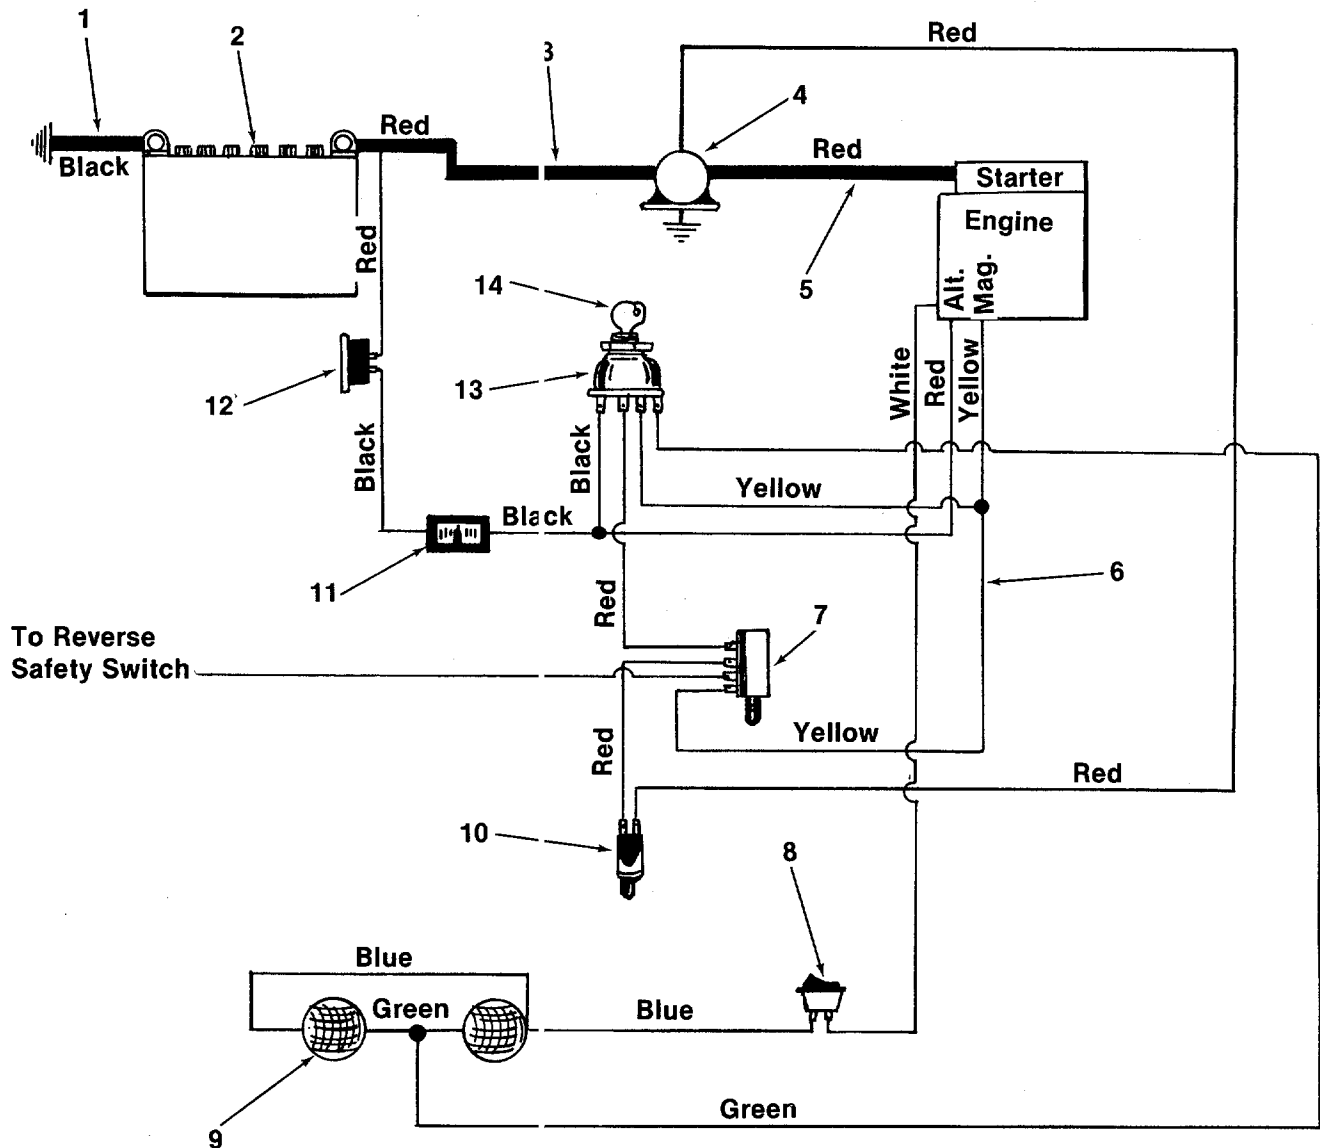 1
2
3
Red
4
Red
Red
Black
Starter
Engine
Red
14
5
Alt.
Mag.
12
13
White
Red
Yellow
Black
Black
Yellow
Black
11
6
Red
7
To Reverse
Safety Switch
Yellow
Red
Red
10
8
Blue
Green
Blue
9
Green